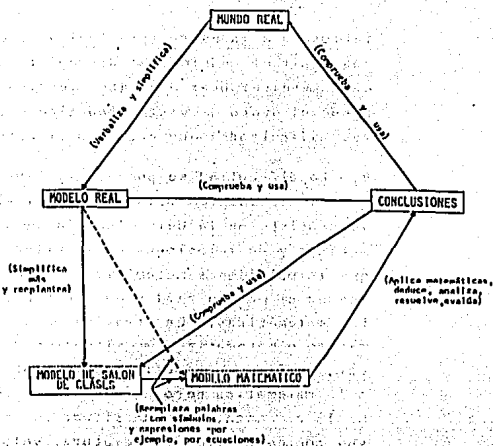 MUNDO REAL
(Verbaliza y simplifica)
(Comprueba y usa)
MODELO REAL
(Comprueba y usa)
CONCLUSIONES
(Simplifica
más
y reemplantea)
(Comprueba y usa)
(Aplica matemáticas,
deduce, analiza,
resuelve, evalúa)
MODELO DE SALON
DE CLASES
MODELO MATEMATICO
(Reemplaza palabras
con símbolos,
y expresiones -por
ejemplo, por ecuaciones)